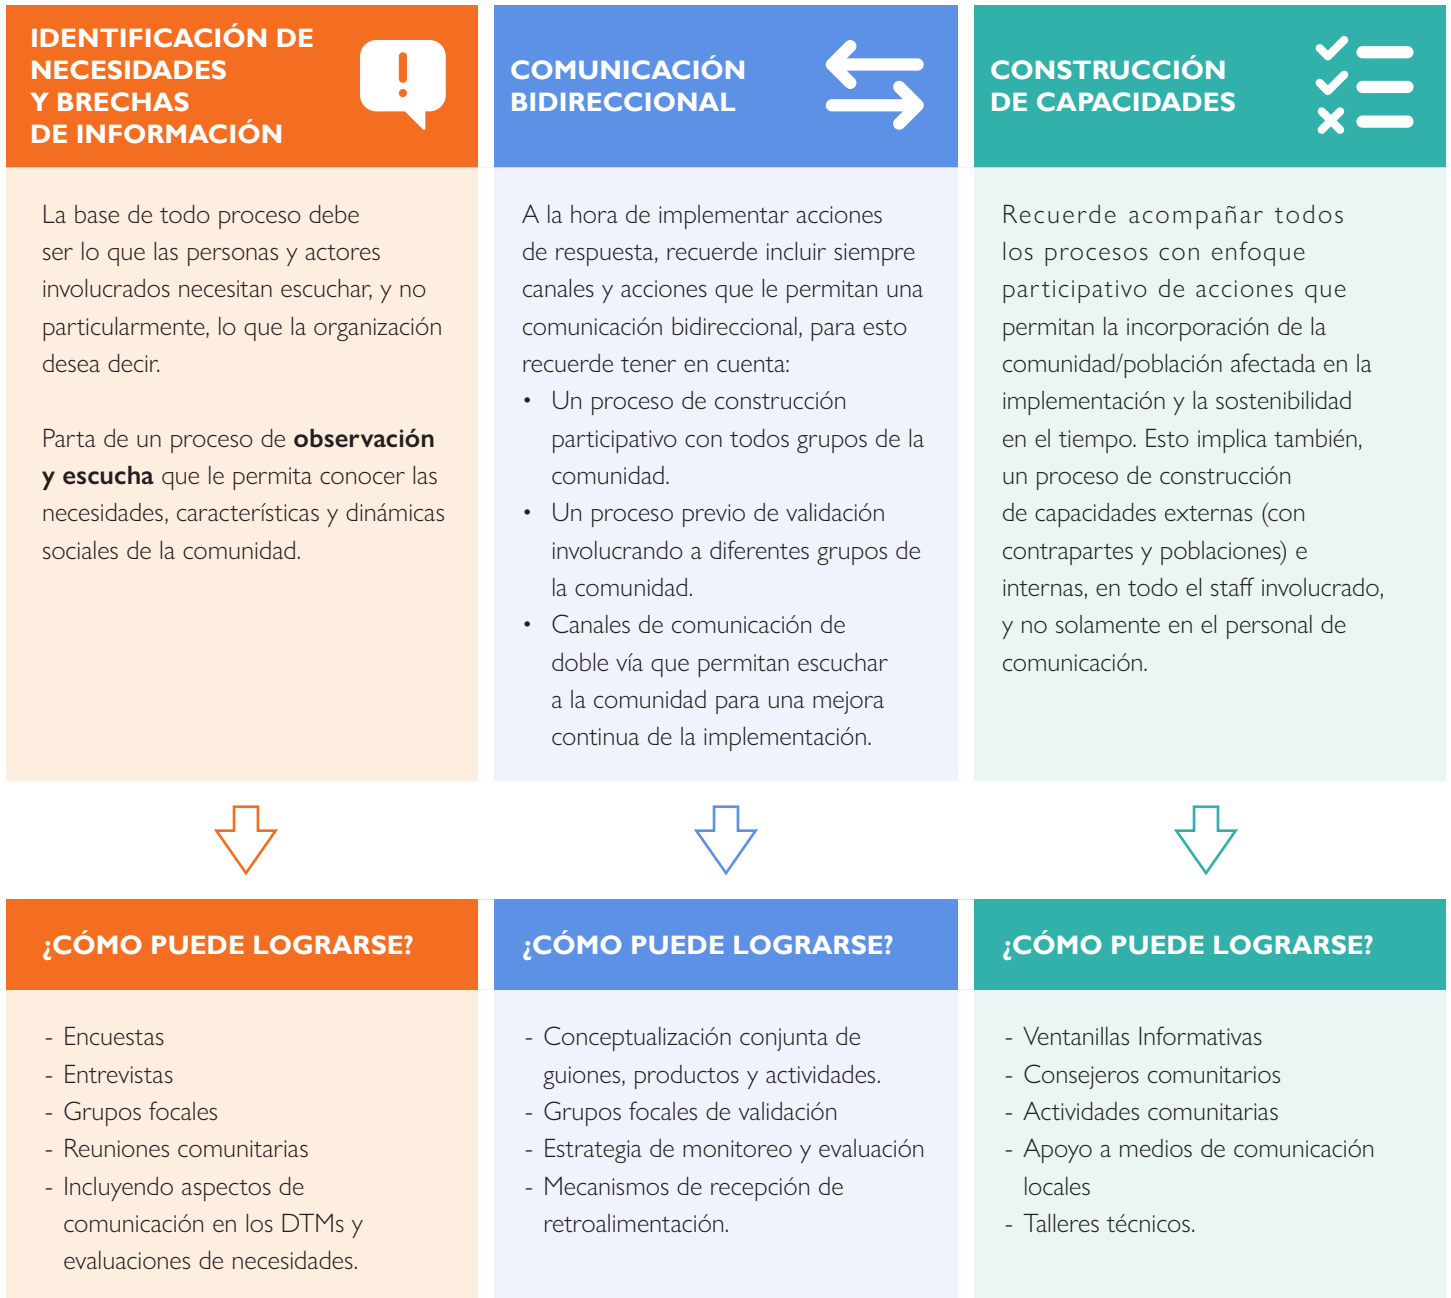 IDENTIFICACIÓN DE
NECESIDADES
Y BRECHAS
DE INFORMACIÓN
La base de todo proceso debe
ser lo que las personas y actores
involucrados necesitan escuchar, y no
particularmente, lo que la organización
desea decir.
Parta de un proceso de observación
y escucha que le permita conocer las
necesidades, características y dinámicas
sociales de la comunidad.
¿CÓMO PUEDE LOGRARSE?
- Encuestas
- Entrevistas
- Grupos focales
- Reuniones comunitarias
- Incluyendo aspectos de
comunicación en los DTMs y
evaluaciones de necesidades.
COMUNICACIÓN
BIDIRECCIONAL
A la hora de implementar acciones
de respuesta, recuerde incluir siempre
canales y acciones que le permitan una
comunicación bidireccional, para esto
recuerde tener en cuenta:
• Un proceso de construcción
participativo con todos grupos de la
comunidad.
• Un proceso previo de validación
involucrando a diferentes grupos de
la comunidad.
• Canales de comunicación de
doble vía que permitan escuchar
a la comunidad para una mejora
continua de la implementación.
¿CÓMO PUEDE LOGRARSE?
- Conceptualización conjunta de
guiones, productos y actividades.
- Grupos focales de validación
- Estrategia de monitoreo y evaluación
- Mecanismos de recepción de
retroalimentación.
CONSTRUCCIÓN
DE CAPACIDADES
Recuerde acompañar todos
los procesos con enfoque
participativo de acciones que
permitan la incorporación de la
comunidad/población afectada en la
implementación y la sostenibilidad
en el tiempo. Esto implica también,
un proceso de construcción
de capacidades externas (con
contrapartes y poblaciones) e
internas, en todo el staff involucrado,
y no solamente en el personal de
comunicación.
¿CÓMO PUEDE LOGRARSE?
- Ventanillas Informativas
- Consejeros comunitarios
- Actividades comunitarias
- Apoyo a medios de comunicación
locales
- Talleres técnicos.